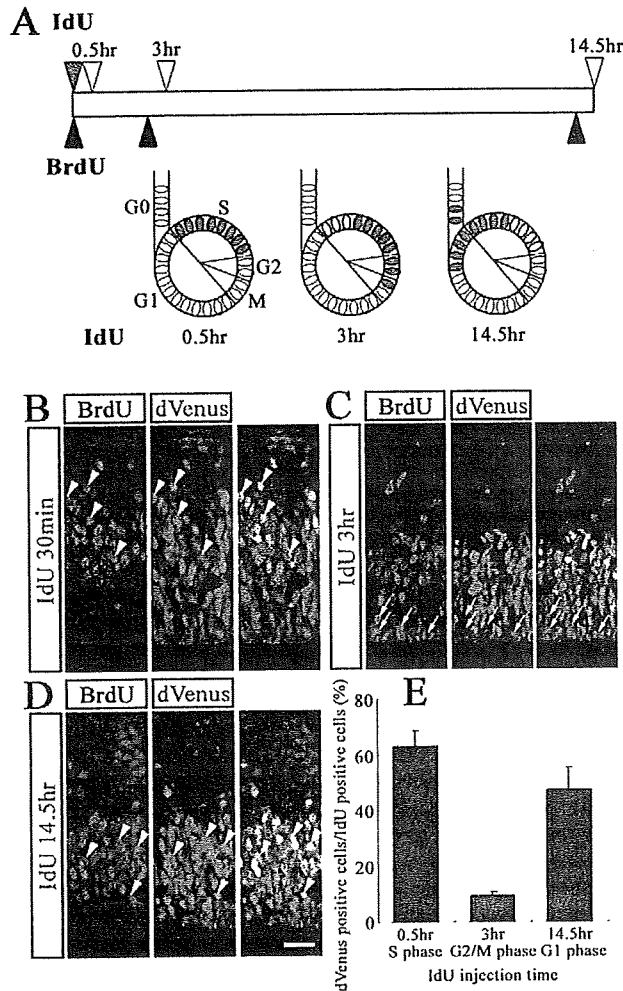 A
IdU
0.5hr
3hr
14.5hr
BrdU
G0
S
G2
G1
M
IdU
0.5hr
3hr
14.5hr
B
BrdU
dVenus
IdU 30min
C
BrdU
dVenus
IdU 3hr
D
BrdU
dVenus
IdU 14.5hr
E
dVenus positive cells/IdU positive cells (%)
80
60
40
20
0
0.5hr
3hr
14.5hr
S phase
G2/M phase
G1 phase
IdU injection time